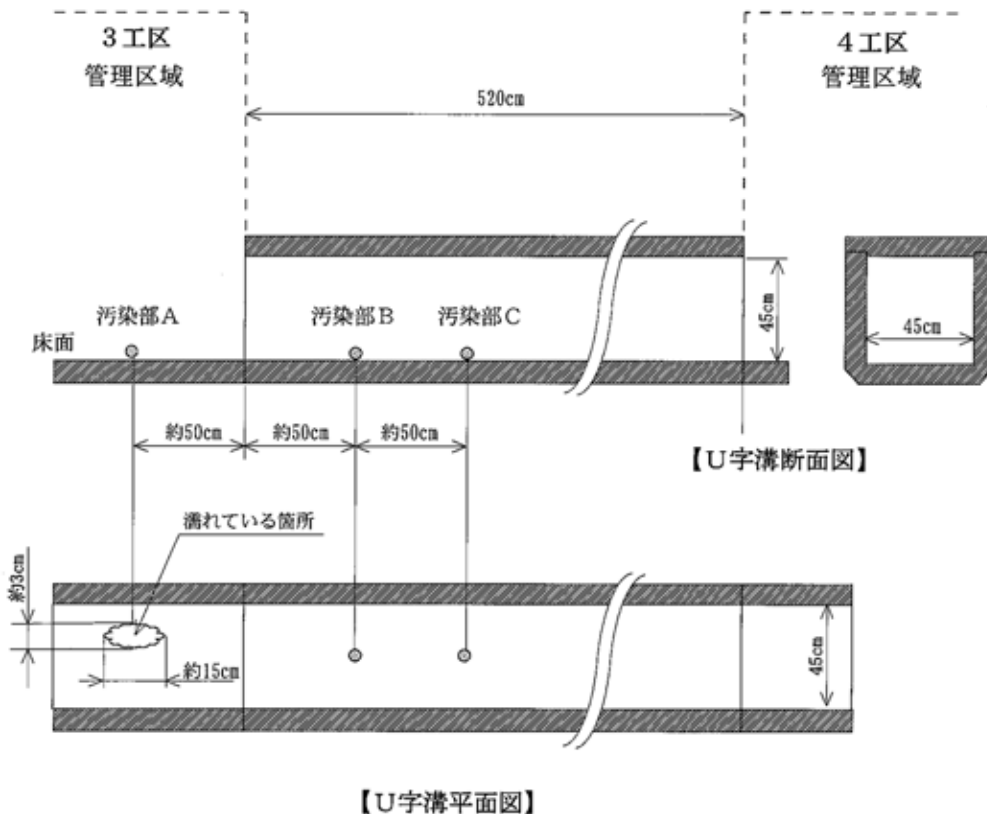 3工区
管理区域
4工区
管理区域
520cm
汚染部A
汚染部B
汚染部C
床面
45cm
45cm
約50cm
約50cm
約50cm
【U字溝断面図】
濡れている箇所
約3cm
約15cm
45cm
【U字溝平面図】